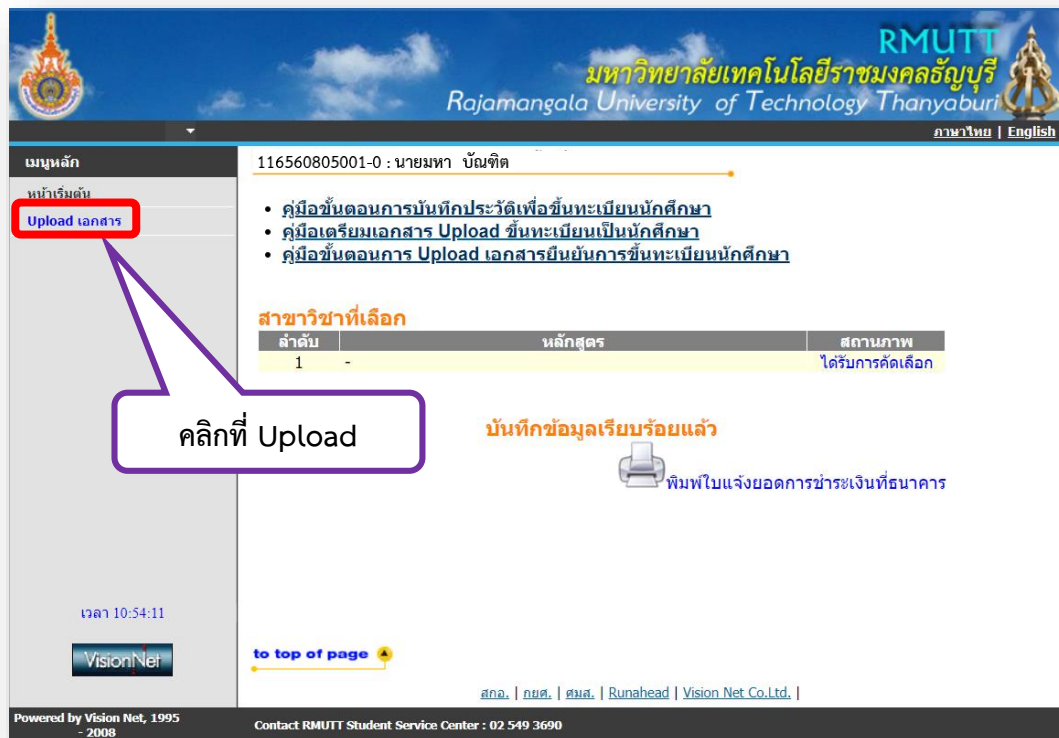 RMUTT
มหาวิทยาลัยเทคโนโลยีราชมงคลธัญบุรี
Rajamangala University of Technology Thanyaburi
ภาษาไทย | English
เมนูหลัก
หน้าเริ่มต้น
Upload เอกสาร
116560805001-0 : นายมหา บัณฑิต
คู่มือขั้นตอนการบันทึกประวัติเพื่อขึ้นทะเบียนนักศึกษา
คู่มือเตรียมเอกสาร Upload ขึ้นทะเบียนเป็นนักศึกษา
คู่มือขั้นตอนการ Upload เอกสารยืนยันการขึ้นทะเบียนนักศึกษา
สาขาวิชาที่เลือก
ลำดับ หลักสูตร สถานภาพ
1 - ได้รับการคัดเลือก
คลิกที่ Upload
บันทึกข้อมูลเรียบร้อยแล้ว
พิมพ์ใบแจ้งยอดการชำระเงินที่ธนาคาร
เวลา 10:54:11
VisionNet
to top of page
สกอ. | กยศ. | ศมส. | Runahead | Vision Net Co.Ltd. |
Powered by Vision Net, 1995
- 2008
Contact RMUTT Student Service Center : 02 549 3690